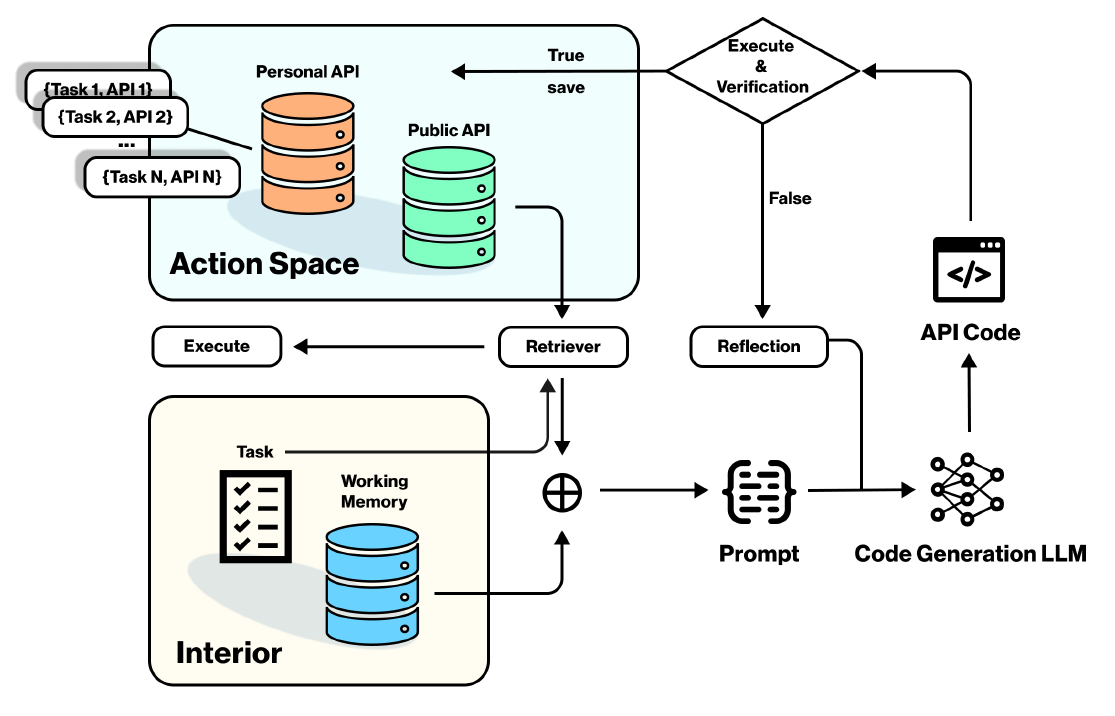 Personal API
{Task 1, API 1}
{Task 2, API 2}
...
{Task N, API N}
Public API
Action Space
True
save
Execute
&
Verification
False
</>
API Code
Execute
Retriever
Reflection
Task
Working
Memory
Interior
Prompt
Code Generation LLM